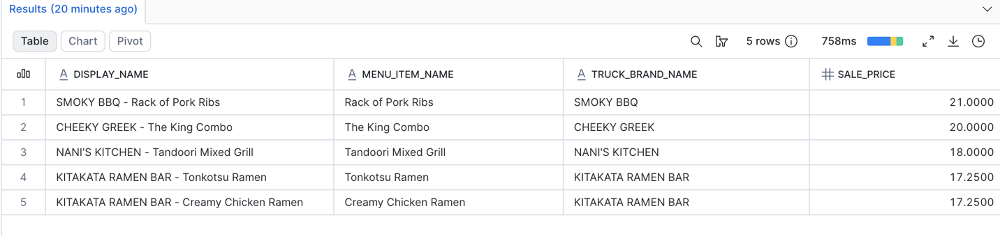 Results (20 minutes ago)
Table Chart Pivot 5 rows 758ms
A DISPLAY_NAME A MENU_ITEM_NAME A TRUCK_BRAND_NAME # SALE_PRICE
1 SMOKY BBQ - Rack of Pork Ribs Rack of Pork Ribs SMOKY BBQ 21.0000
2 CHEEKY GREEK - The King Combo The King Combo CHEEKY GREEK 20.0000
3 NANI'S KITCHEN - Tandoori Mixed Grill Tandoori Mixed Grill NANI'S KITCHEN 18.0000
4 KITAKATA RAMEN BAR - Tonkotsu Ramen Tonkotsu Ramen KITAKATA RAMEN BAR 17.2500
5 KITAKATA RAMEN BAR - Creamy Chicken Ramen Creamy Chicken Ramen KITAKATA RAMEN BAR 17.2500